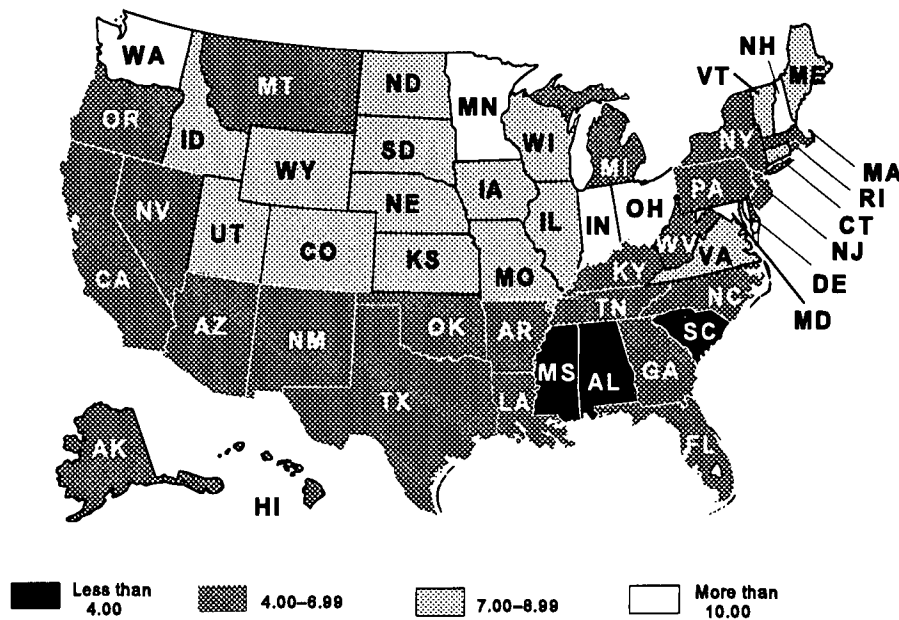 WA
MT
ND
MN
NH
VT
ME
OR
ID
SD
WI
NY
WY
MI
MA
IA
PA
RI
NE
CT
NV
OH
UT
IL
IN
NJ
CO
WV
KS
VA
DE
CA
MO
KY
MD
NC
TN
AZ
OK
NM
AR
SC
MS
AL
GA
TX
LA
AK
FL
HI
Less than
4.00
4.00–6.99
7.00–8.99
More than
10.00